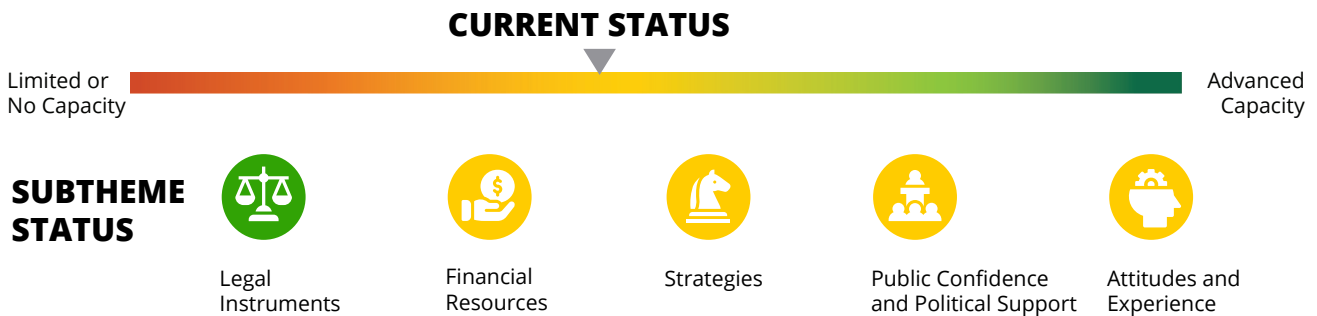 CURRENT STATUS
Limited or
No Capacity
Advanced
Capacity
SUBTHEME
STATUS
$
Legal
Instruments
Financial
Resources
Strategies
Public Confidence
and Political Support
Attitudes and
Experience